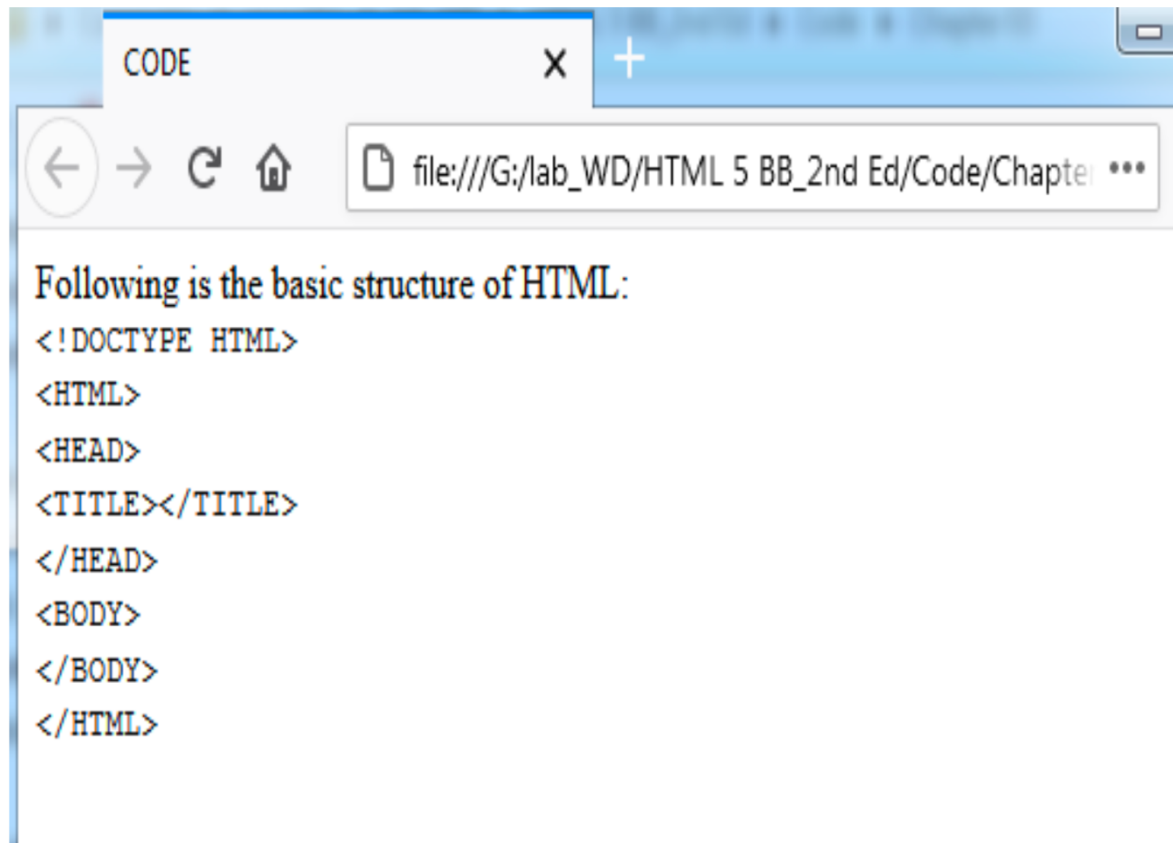 CODE
file:///G:/lab_WD/HTML 5 BB_2nd Ed/Code/Chapte
Following is the basic structure of HTML:
<!DOCTYPE HTML>
<HTML>
<HEAD>
<TITLE></TITLE>
</HEAD>
<BODY>
</BODY>
</HTML>